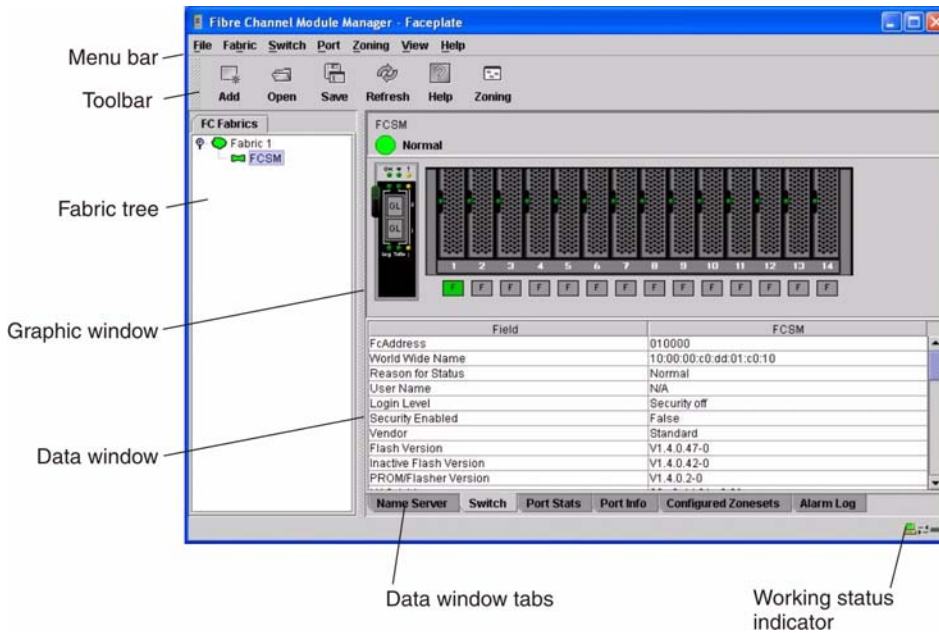 Fibre Channel Module Manager - Faceplate
File Fabric Switch Port Zoning View Help
Menu bar
Add Open Save Refresh Help Zoning
Toolbar
FC Fabrics
Fabric 1
FCSM
Fabric tree
FCSM
Normal
OK
GL
GL
1 2 3 4 5 6 7 8 9 10 11 12 13 14
F F F F F F F F F F F F F F
Graphic window
Field FCSM
FcAddress 010000
World Wide Name 10:00:00:c0:dd:01:c0:10
Reason for Status Normal
User Name N/A
Login Level Security off
Security Enabled False
Vendor Standard
Flash Version V1.4.0.47-0
Inactive Flash Version V1.4.0.42-0
PROM/Flasher Version V1.4.0.2-0
Data window
Name Server Switch Port Stats Port Info Configured Zonesets Alarm Log
Data window tabs
Working status
indicator